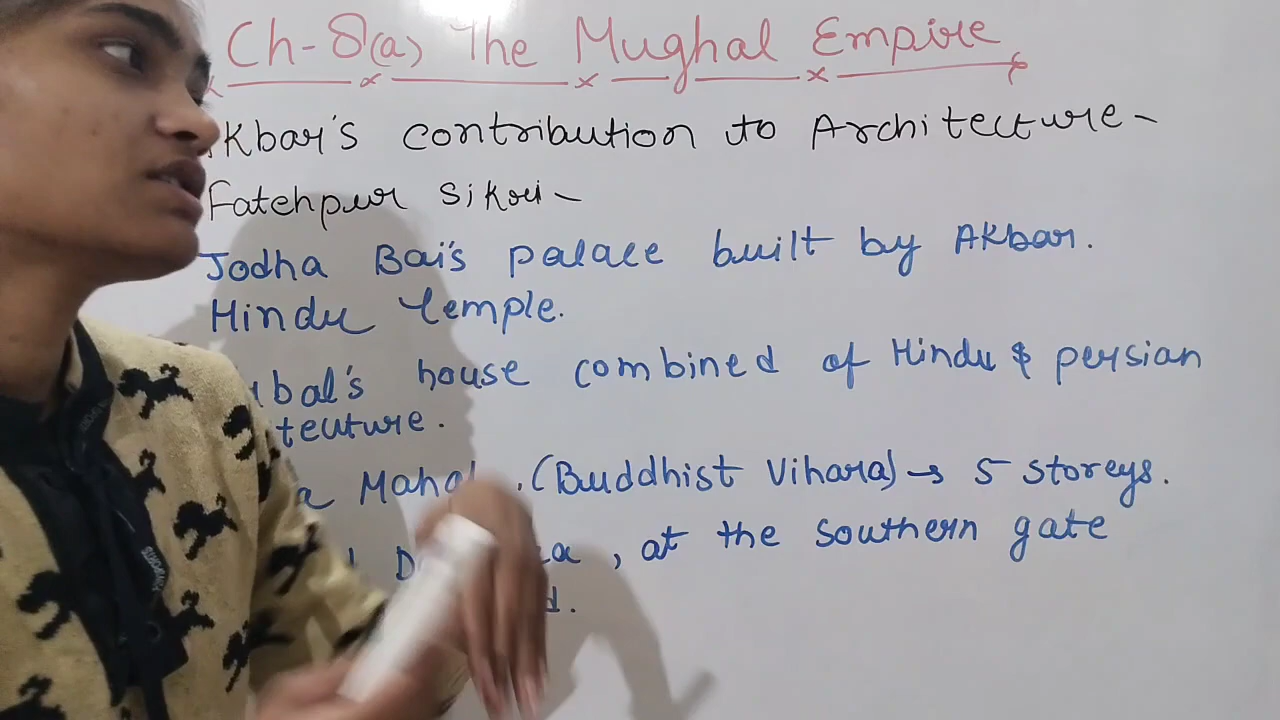 Ch-8(a) The Mughal Empire
kbar's contribution to Architecture-
Fatehpur Sikri-
Jodha Bai's palace built by Akbar.
Hindu temple.
bal's house combined of Hindu & persian
tecture.
a Mahal. (Buddhist Vihara)→ 5 storeys.
, at the southern gate
d.